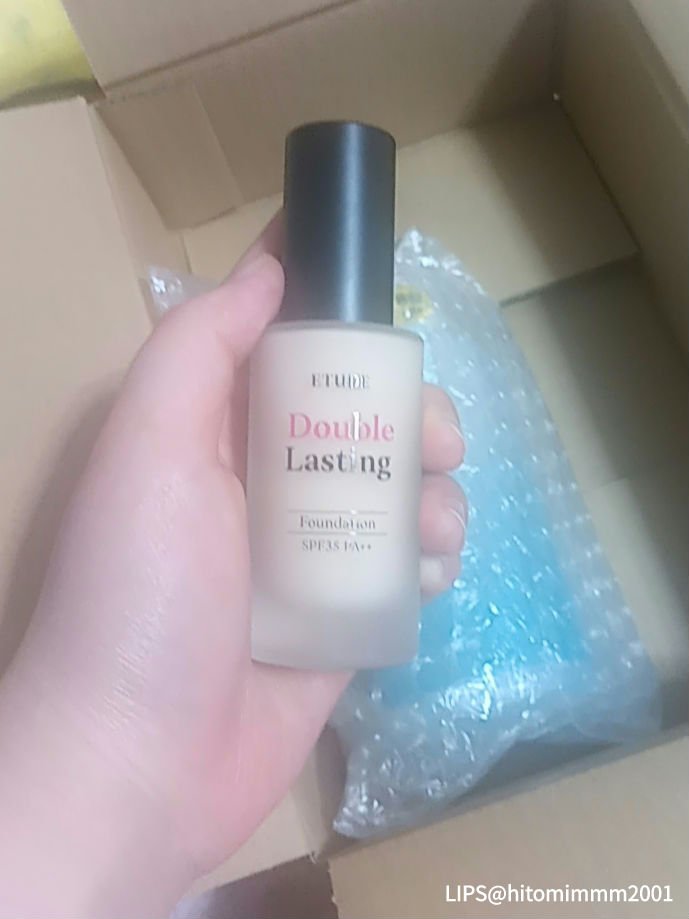 ETUDE
Double
Lasting
Foundation
SPF35 PA++
LIPS@hitomimmm2001